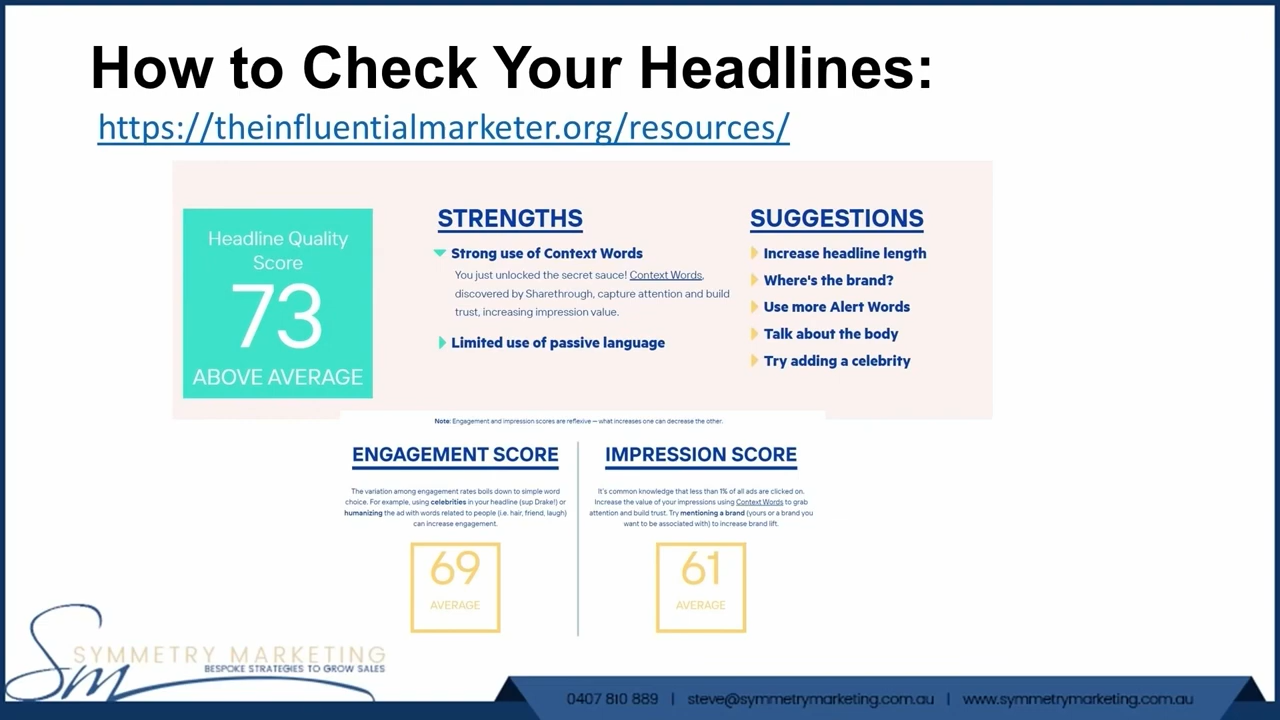 How to Check Your Headlines:
https://theinfluentialmarketer.org/resources/
Headline Quality
Score
73
ABOVE AVERAGE
STRENGTHS
Strong use of Context Words
You just unlocked the secret sauce! Context Words,
discovered by Sharethrough, capture attention and build
trust, increasing impression value.
Limited use of passive language
SUGGESTIONS
Increase headline length
Where's the brand?
Use more Alert Words
Talk about the body
Try adding a celebrity
Note: Engagement and impression scores are reflexive — what increases one can decrease the other.
ENGAGEMENT SCORE
The variation among engagement rates boils down to simple word
choice. For example, using celebrities in your headline (sup Drake!) or
humanizing the ad with words related to people (i.e. hair, friend, laugh)
can increase engagement.
69
AVERAGE
IMPRESSION SCORE
It's common knowledge that less than 1% of all ads are clicked on.
Increase the value of your impressions using Context Words to grab
attention and build trust. Try mentioning a brand (yours or a brand you
want to be associated with) to increase brand lift.
61
AVERAGE
Sm
SYMMETRY MARKETING
BESPOKE STRATEGIES TO GROW SALES
0407 810 889 | steve@symmetrymarketing.com.au | www.symmetrymarketing.com.au